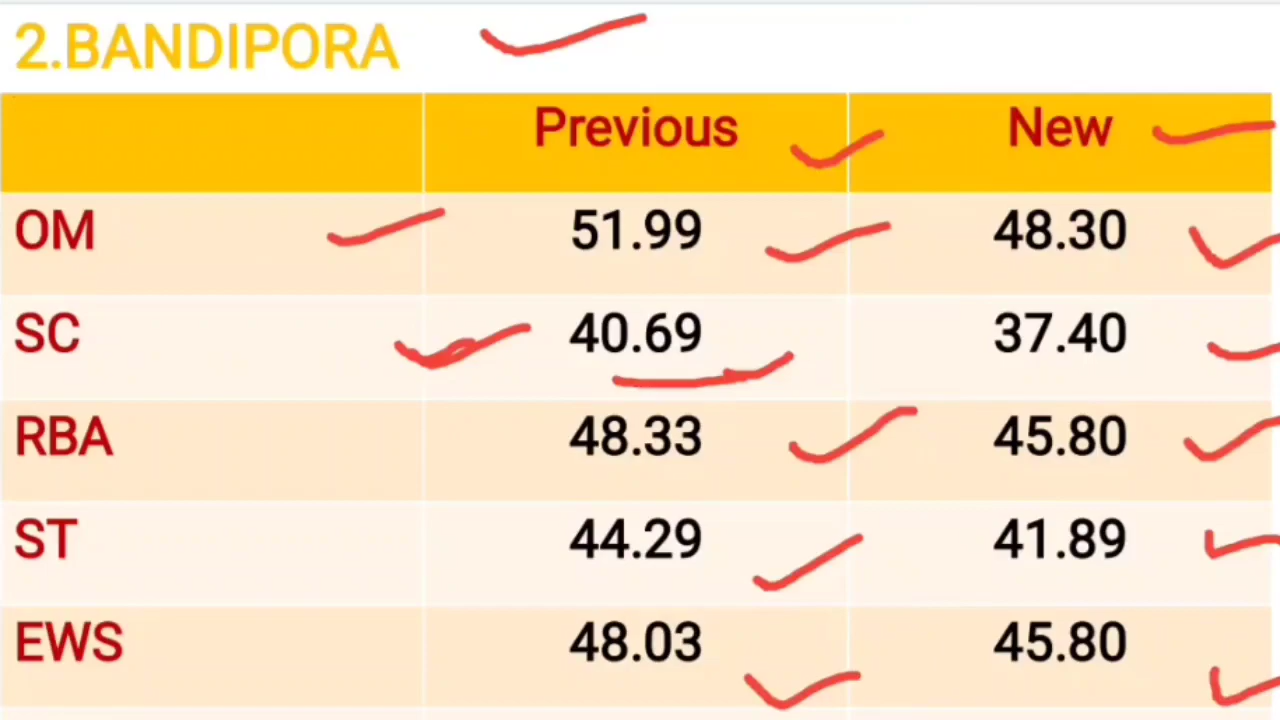 2.BANDIPORA
Previous New
OM 51.99 48.30
SC 40.69 37.40
RBA 48.33 45.80
ST 44.29 41.89
EWS 48.03 45.80